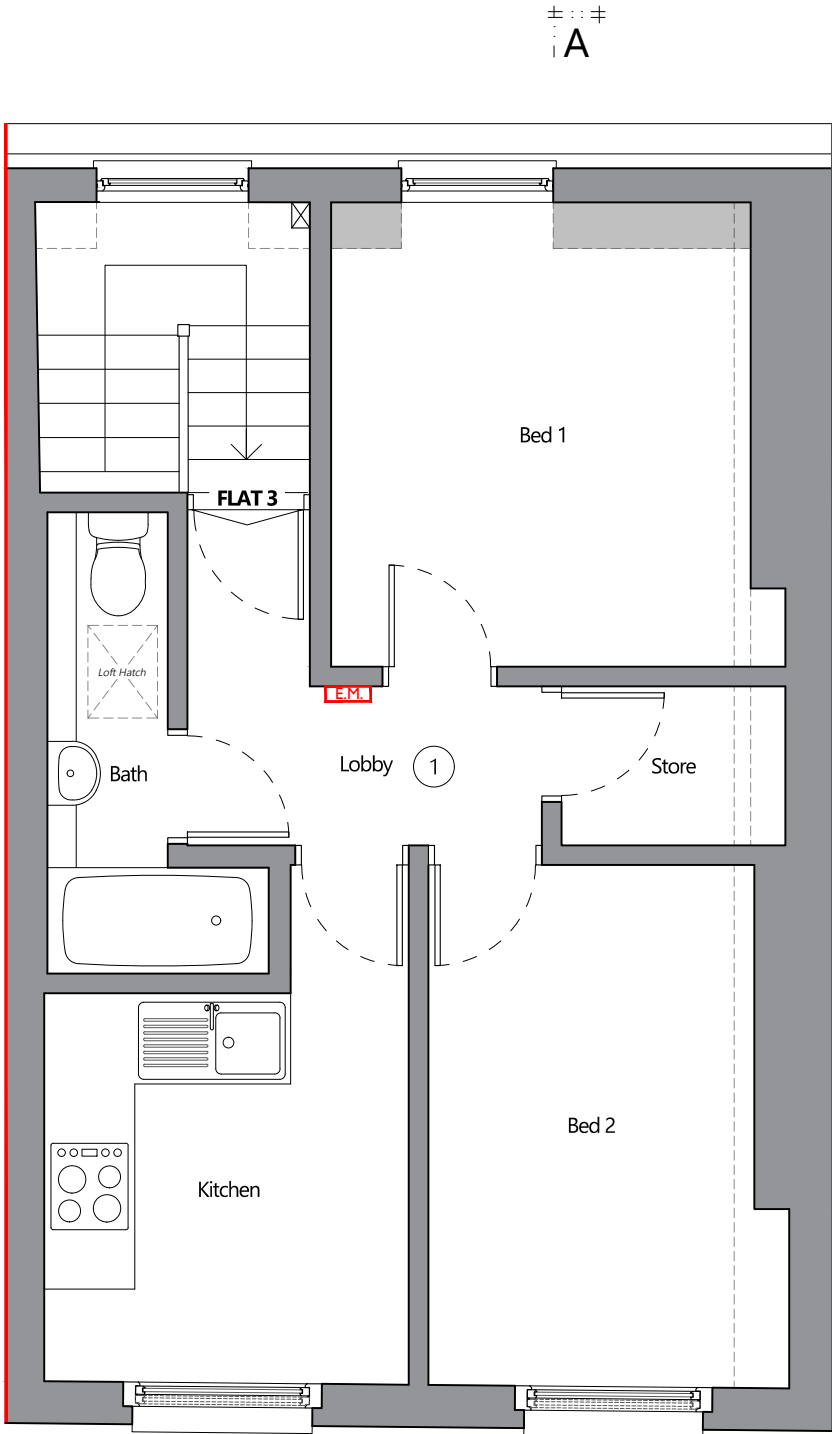 A
Bed 1
FLAT 3
Loft Hatch
E.M.
Lobby
1
Store
Bath
Bed 2
Kitchen